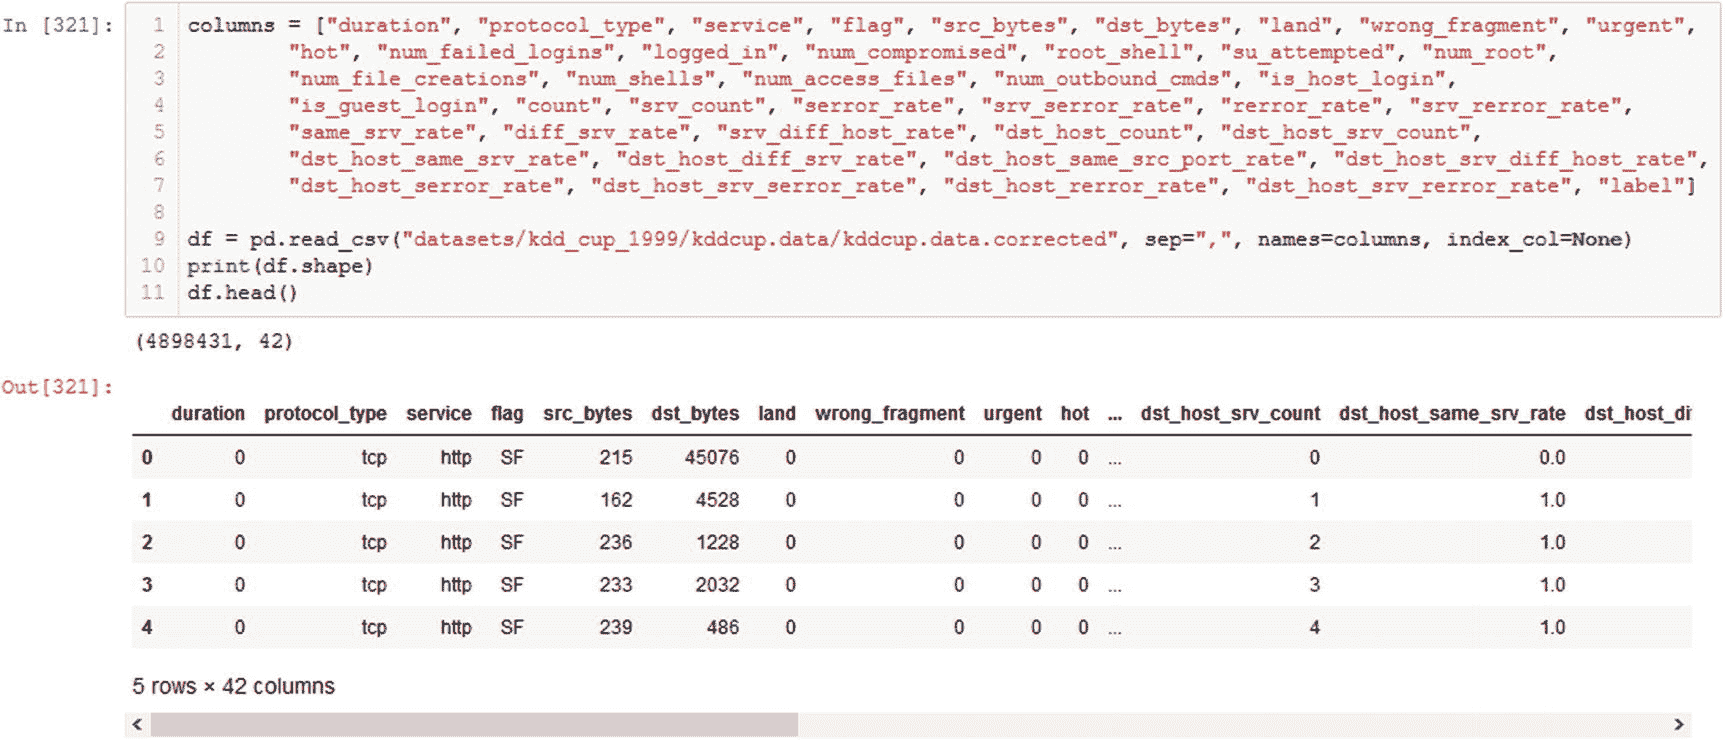 In [321]:
1 columns = ["duration", "protocol_type", "service", "flag", "src_bytes", "dst_bytes", "land", "wrong_fragment", "urgent",
2 "hot", "num_failed_logins", "logged_in", "num_compromised", "root_shell", "su_attempted", "num_root",
3 "num_file_creations", "num_shells", "num_access_files", "num_outbound_cmds", "is_host_login",
4 "is_guest_login", "count", "srv_count", "serror_rate", "srv_serror_rate", "rerror_rate", "srv_rerror_rate",
5 "same_srv_rate", "diff_srv_rate", "srv_diff_host_rate", "dst_host_count", "dst_host_srv_count",
6 "dst_host_same_srv_rate", "dst_host_diff_srv_rate", "dst_host_same_src_port_rate", "dst_host_srv_diff_host_rate",
7 "dst_host_serror_rate", "dst_host_srv_serror_rate", "dst_host_rerror_rate", "dst_host_srv_rerror_rate", "label"]
8
9 df = pd.read_csv("datasets/kdd_cup_1999/kddcup.data/kddcup.data.corrected", sep=",", names=columns, index_col=None)
10 print(df.shape)
11 df.head()
(4898431, 42)
Out[321]:
duration protocol_type service flag src_bytes dst_bytes land wrong_fragment urgent hot ... dst_host_srv_count dst_host_same_srv_rate dst_host_di
0 0 tcp http SF 215 45076 0 0 0 0 ... 0 0.0
1 0 tcp http SF 162 4528 0 0 0 0 ... 1 1.0
2 0 tcp http SF 236 1228 0 0 0 0 ... 2 1.0
3 0 tcp http SF 233 2032 0 0 0 0 ... 3 1.0
4 0 tcp http SF 239 486 0 0 0 0 ... 4 1.0
5 rows × 42 columns